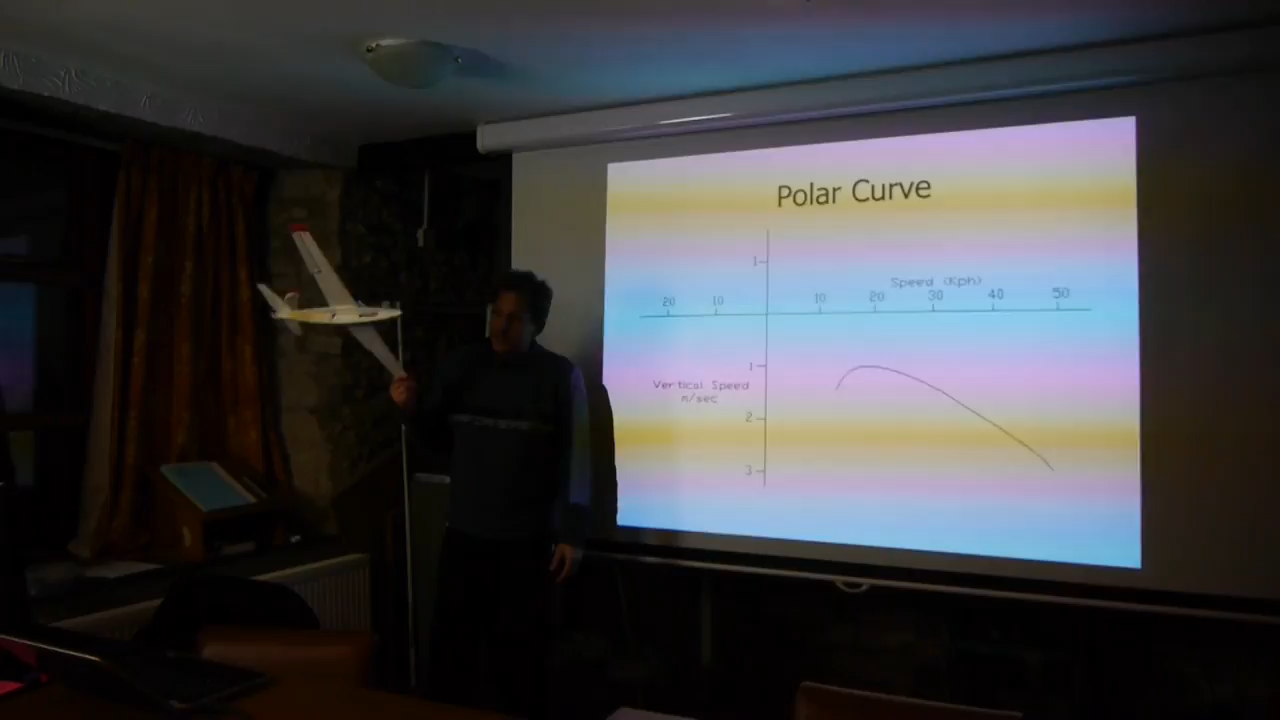 Polar Curve
1
Speed (Kph)
20 10 10 20 30 40 50
1
Vertical Speed
m/sec
2
3